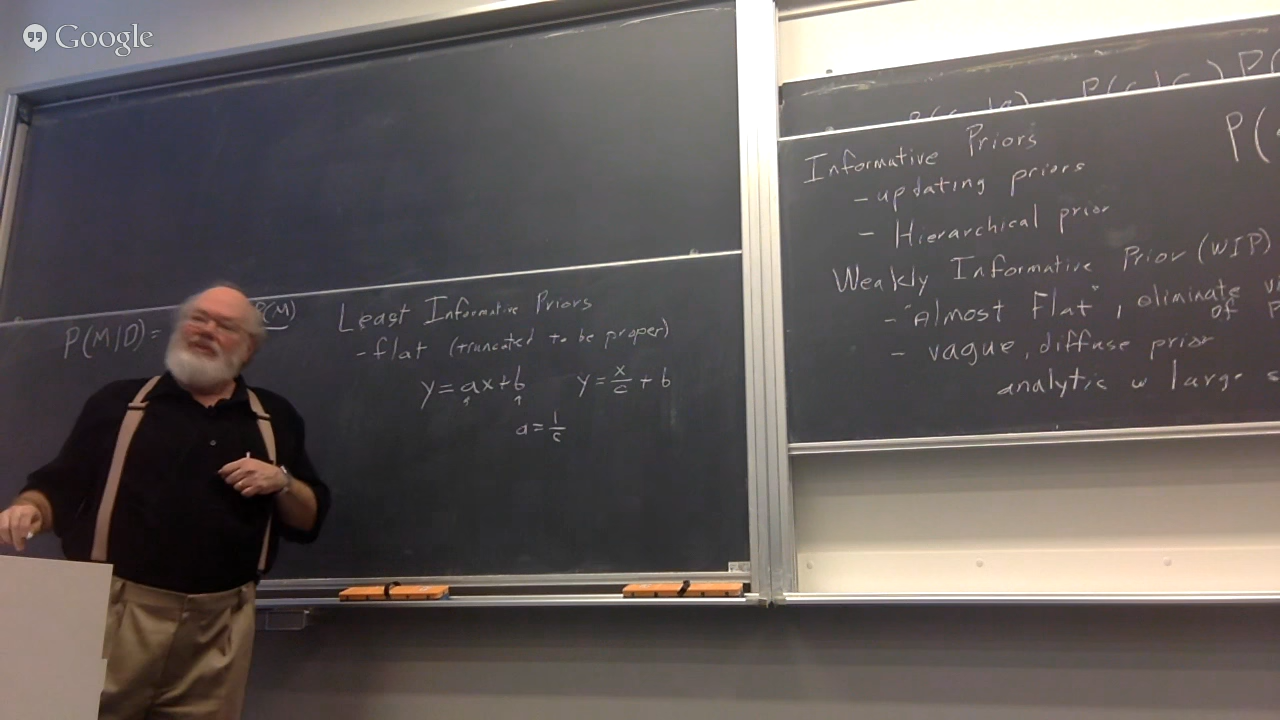 Google
P(M|D) =
P(M)
Least Informative Priors
- flat (truncated to be proper)
y = ax + b
y = x/c + b
a = 1/c
P(
Informative Priors
- updating priors
- Hierarchical prior
Weakly Informative Prior (WIP)
- "Almost Flat", eliminate
of
- vague, diffuse prior
analytic w large